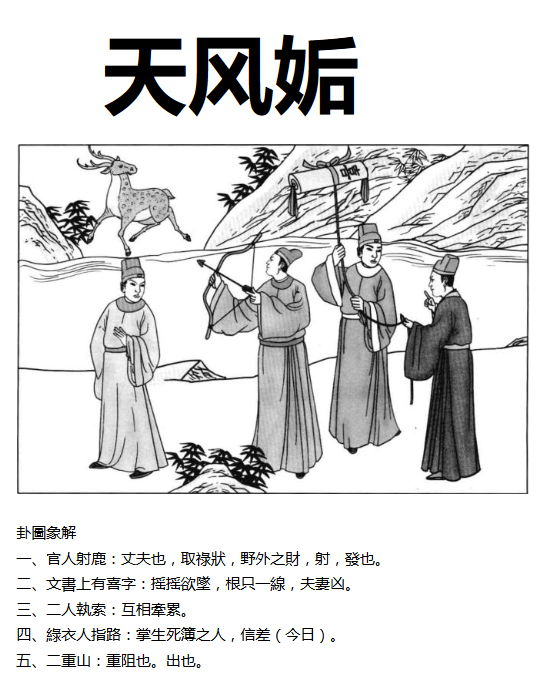 天风姤
喜
卦圖象解
一、官人射鹿：丈夫也，取祿狀，野外之財，射，發也。
二、文書上有喜字：摇摇欲墜，根只一線，夫妻凶。
三、二人執索：互相牽累。
四、綠衣人指路：掌生死簿之人，信差（今日）。
五、二重山：重阻也。出也。